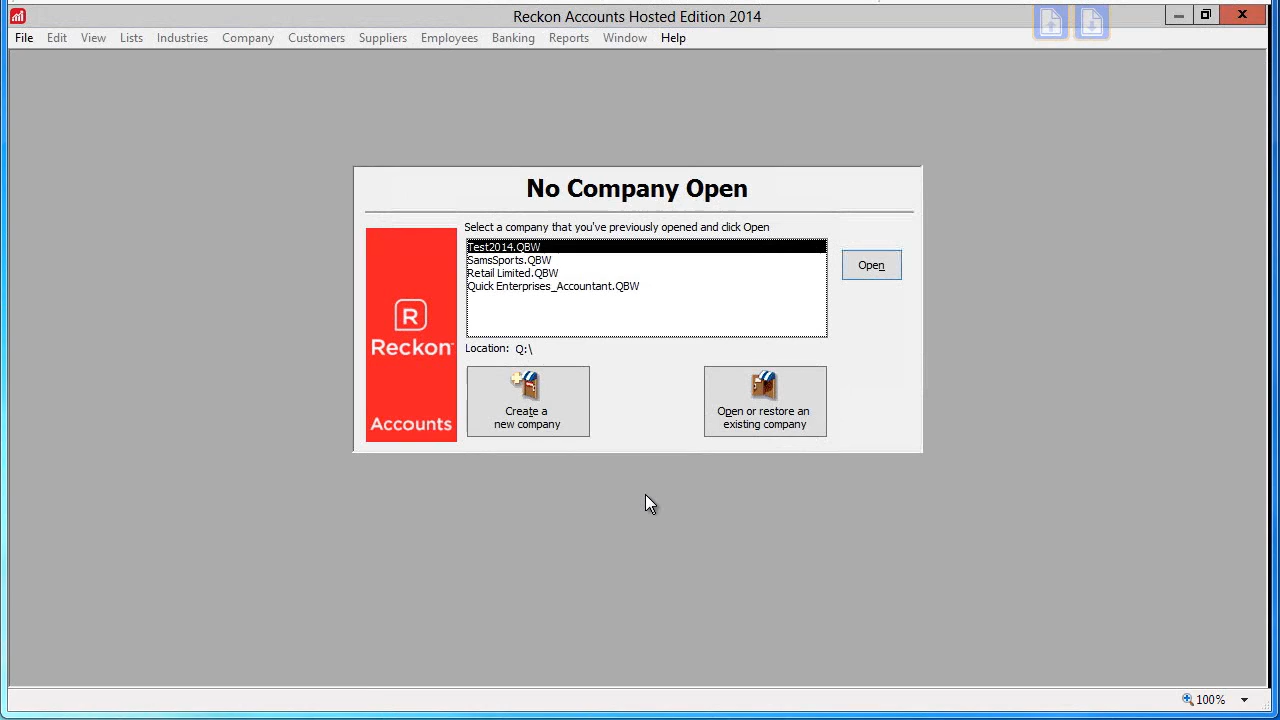 Reckon Accounts Hosted Edition 2014
File Edit View Lists Industries Company Customers Suppliers Employees Banking Reports Window Help
No Company Open
Select a company that you've previously opened and click Open
Test2014.QBW
SamsSports.QBW
Retail Limited.QBW
Quick Enterprises_Accountant.QBW
Open
R
Reckon
Accounts
Location: Q:\
Create a
new company
Open or restore an
existing company
100%